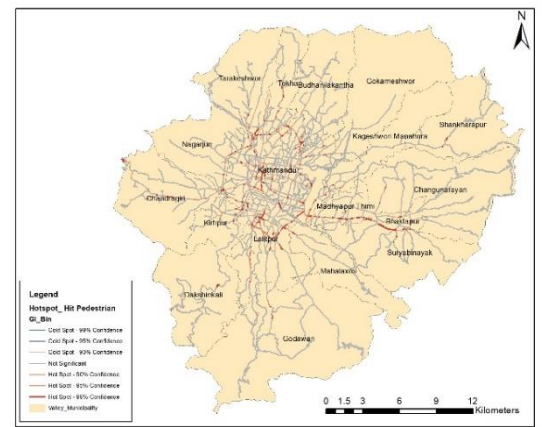 N
Tarakeshwor
Tokha
Budhanilakantha
Gokarneshwor
Shankharapur
Nagarjun
Kageshwori Manahora
Kathmandu
Changunarayan
Chandragiri
Madhyapur Thimi
Kirtipur
Bhaktapur
Lalitpur
Suryabinayak
Mahalaxmi
Dakshinkali
Godawari
Legend
Hotspot_ Hit Pedestrian
Gi_Bin
Cold Spot - 99% Confidence
Cold Spot - 95% Confidence
Cold Spot - 90% Confidence
Not Significant
Hot Spot - 90% Confidence
Hot Spot - 95% Confidence
Hot Spot - 99% Confidence
Valley_Municipality
0 1.5 3 6 9 12
Kilometers